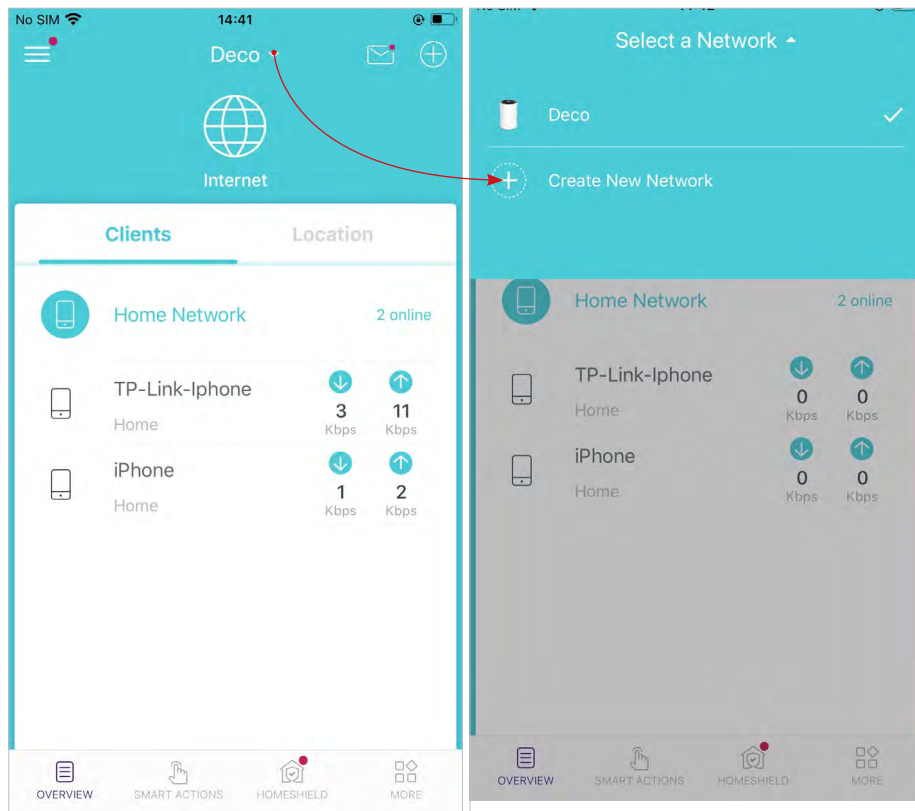 No SIM 14:41
Deco
Internet
Clients Location
Home Network 2 online
TP-Link-Iphone
Home
3 11
Kbps Kbps
iPhone
Home
1 2
Kbps Kbps
OVERVIEW SMART ACTIONS HOMESHIELD MORE
Select a Network
Deco
Create New Network
Home Network 2 online
TP-Link-Iphone
Home
0 0
Kbps Kbps
iPhone
Home
0 0
Kbps Kbps
OVERVIEW SMART ACTIONS HOMESHIELD MORE